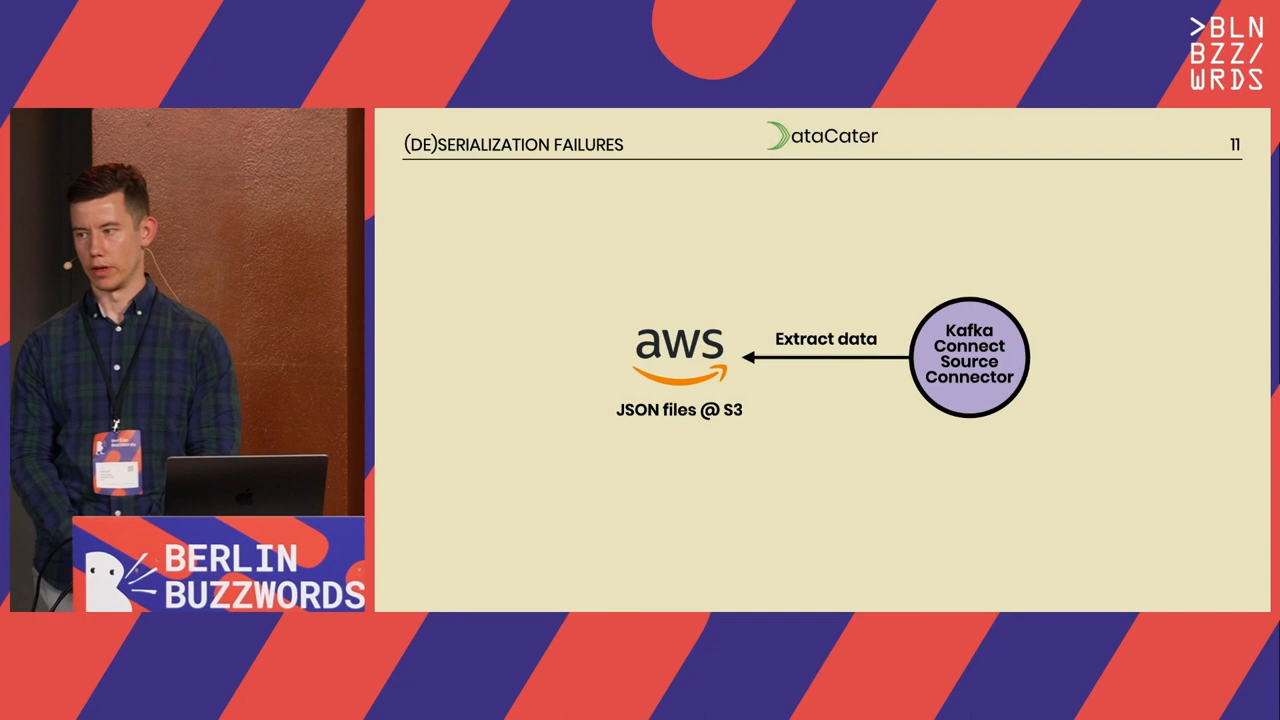 >BLN
BZZ/
WRDS
(DE)SERIALIZATION FAILURES
DataCater
11
aws
Extract data
JSON files @ S3
Kafka
Connect
Source
Connector
BERLIN
BUZZWORDS